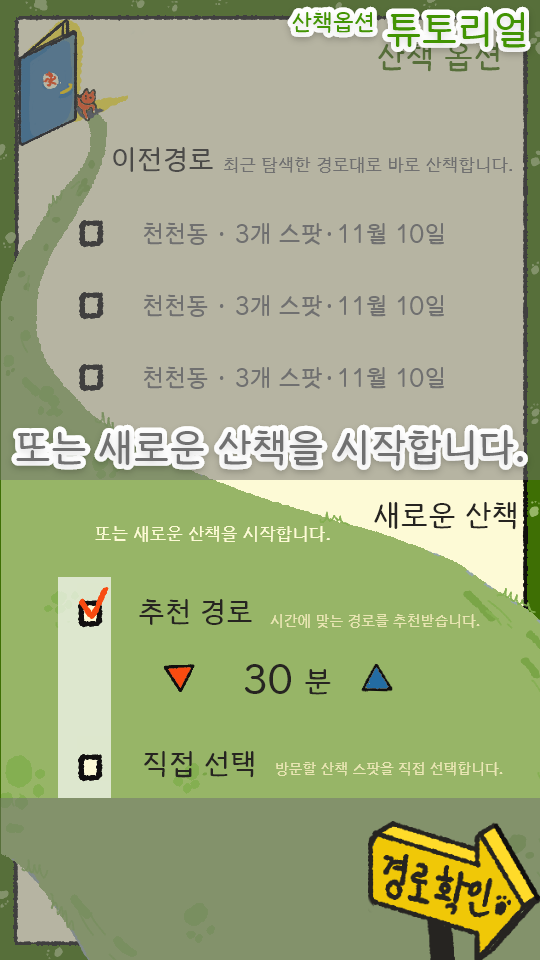 산책옵션 튜토리얼
산책 옵션
이전경로 최근 탐색한 경로대로 바로 산책합니다.
천천동 · 3개 스팟·11월 10일
천천동 · 3개 스팟·11월 10일
천천동 · 3개 스팟·11월 10일
또는 새로운 산책을 시작합니다.
새로운 산책
또는 새로운 산책을 시작합니다.
추천 경로 시간에 맞는 경로를 추천받습니다.
30 분
직접 선택 방문할 산책 스팟을 직접 선택합니다.
경로확인